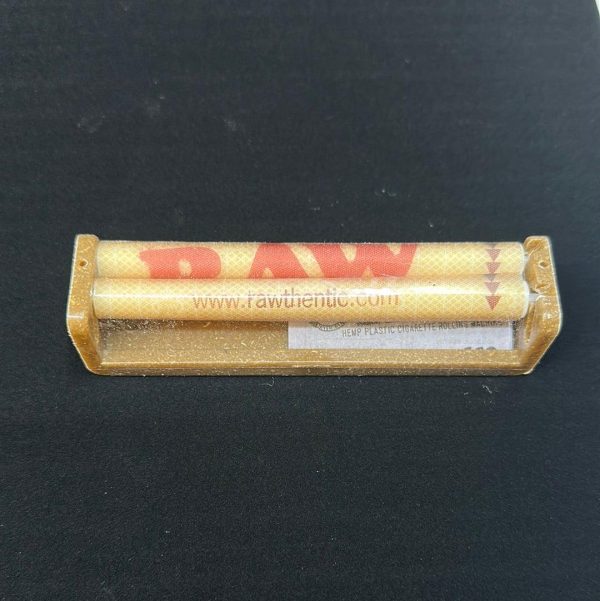 RAW
www.rawthentic.com
HEMP PLASTIC CIGARETTE ROLLING MACHINE